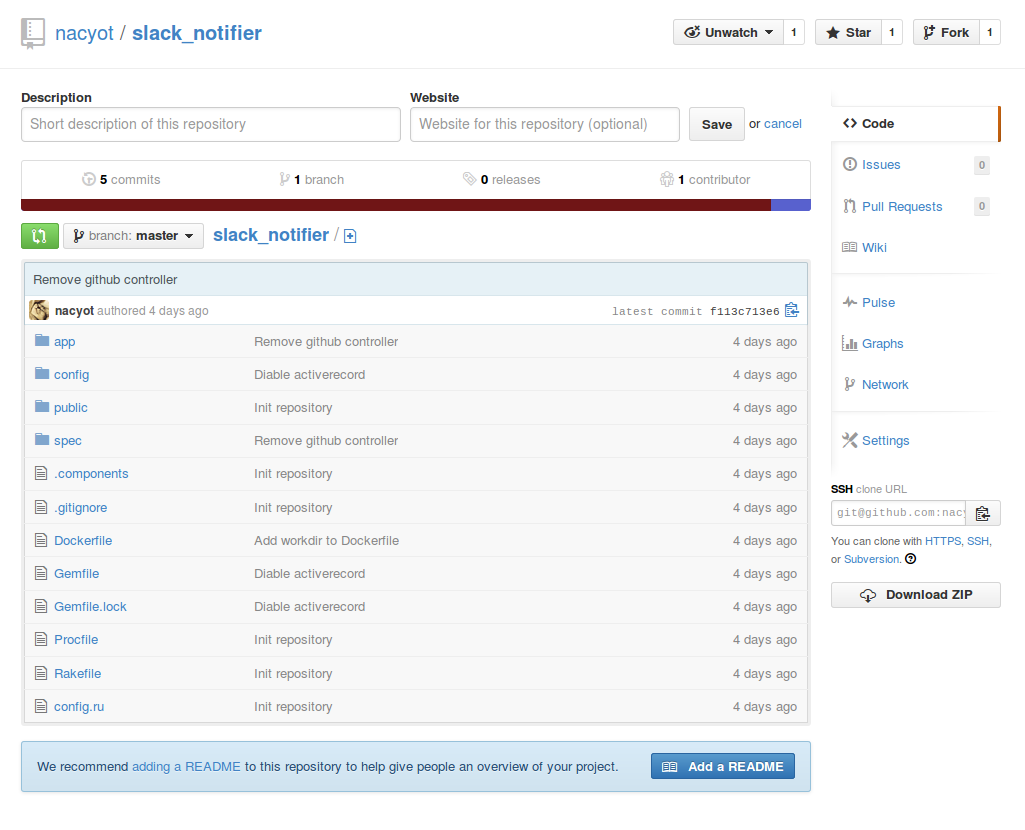 nacyot / slack_notifier
Unwatch 1 Star 1 Fork 1
Description
Short description of this repository
Website
Website for this repository (optional)
Save or cancel
5 commits 1 branch 0 releases 1 contributor
branch: master slack_notifier /
Remove github controller
nacyot authored 4 days ago latest commit f113c713e6
app Remove github controller 4 days ago
config Diable activerecord 4 days ago
public Init repository 4 days ago
spec Remove github controller 4 days ago
.components Init repository 4 days ago
.gitignore Init repository 4 days ago
Dockerfile Add workdir to Dockerfile 4 days ago
Gemfile Diable activerecord 4 days ago
Gemfile.lock Diable activerecord 4 days ago
Procfile Init repository 4 days ago
Rakefile Init repository 4 days ago
config.ru Init repository 4 days ago
We recommend adding a README to this repository to help give people an overview of your project. Add a README
Code
Issues 0
Pull Requests 0
Wiki
Pulse
Graphs
Network
Settings
SSH clone URL
git@github.com:nacy
You can clone with HTTPS, SSH,
or Subversion.
Download ZIP